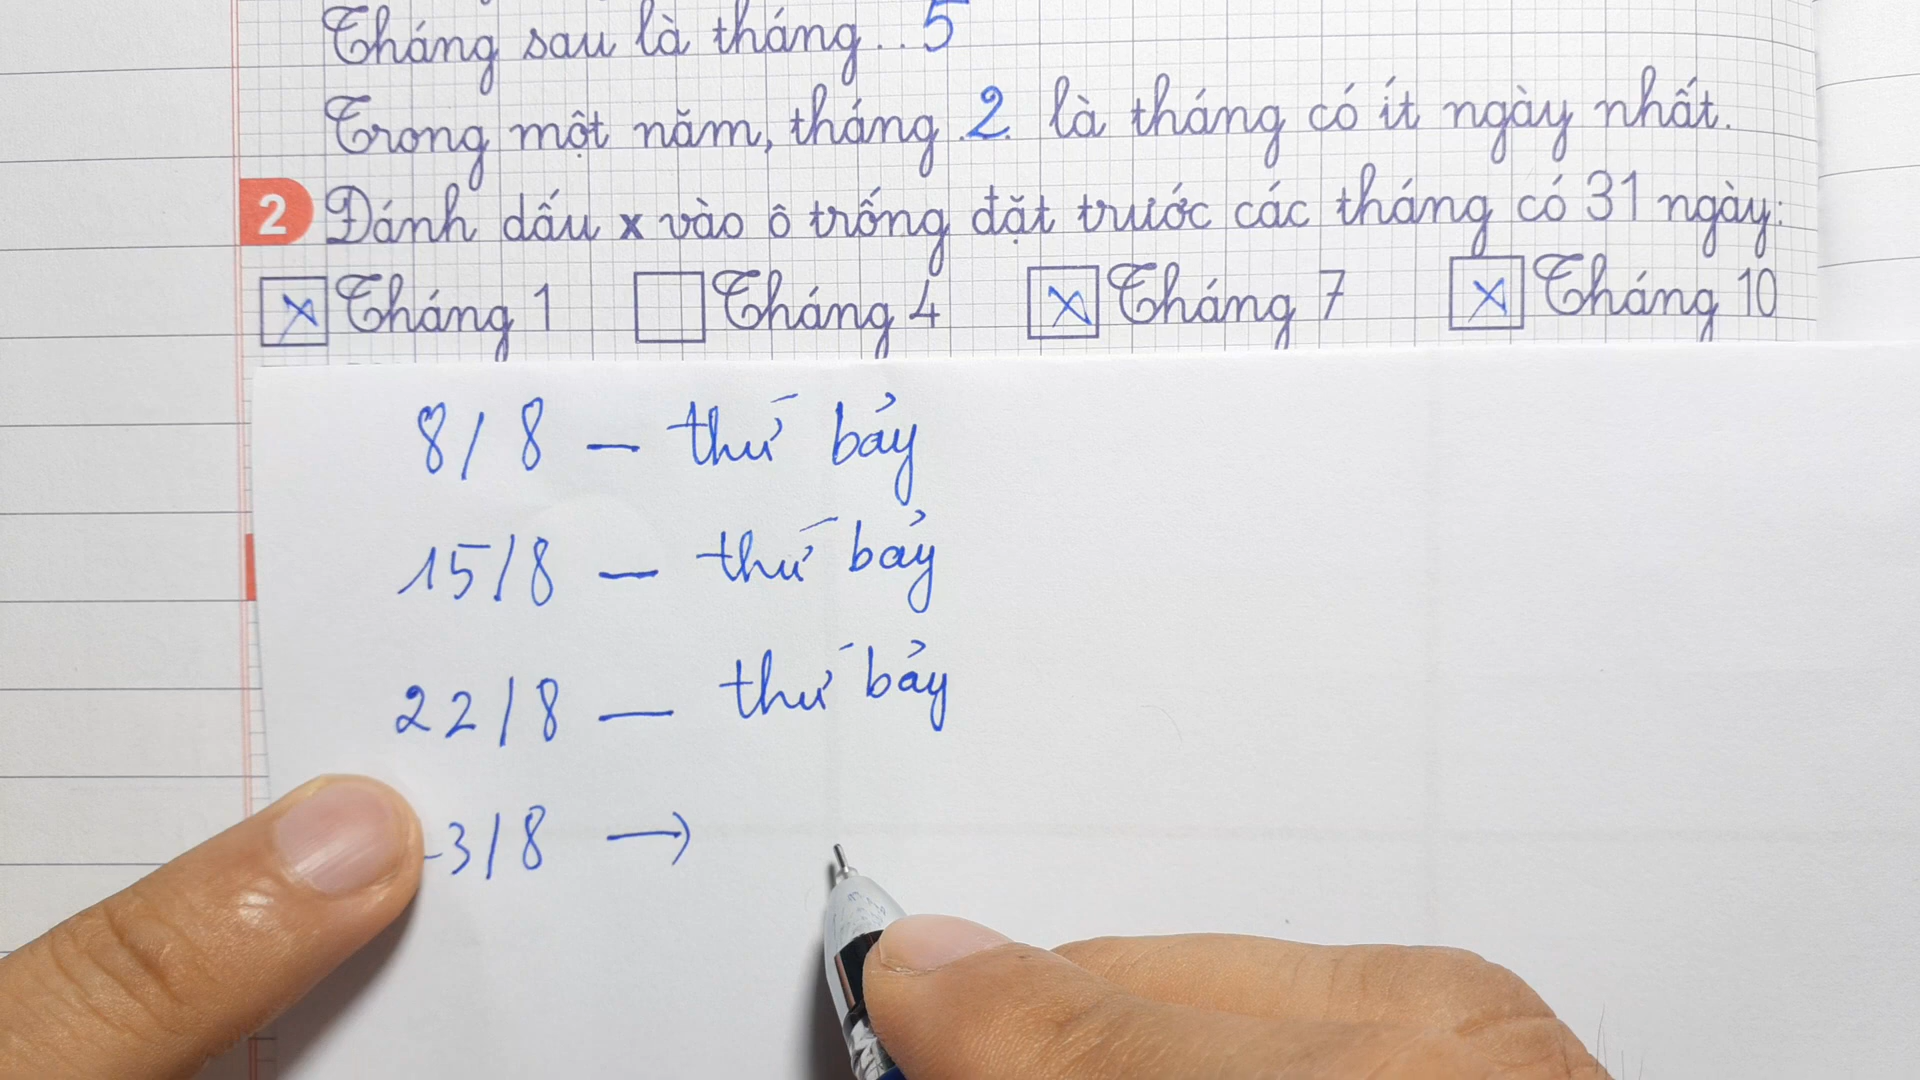 Tháng sau là tháng..5
Trong một năm, tháng.2. là tháng có ít ngày nhất.
2 Đánh dấu x vào ô trống đặt trước các tháng có 31 ngày:
x Tháng 1 Tháng 4 x Tháng 7 x Tháng 10
8/8 – thứ bảy
15/8 – thứ bảy
22/8 – thứ bảy
3/8 →